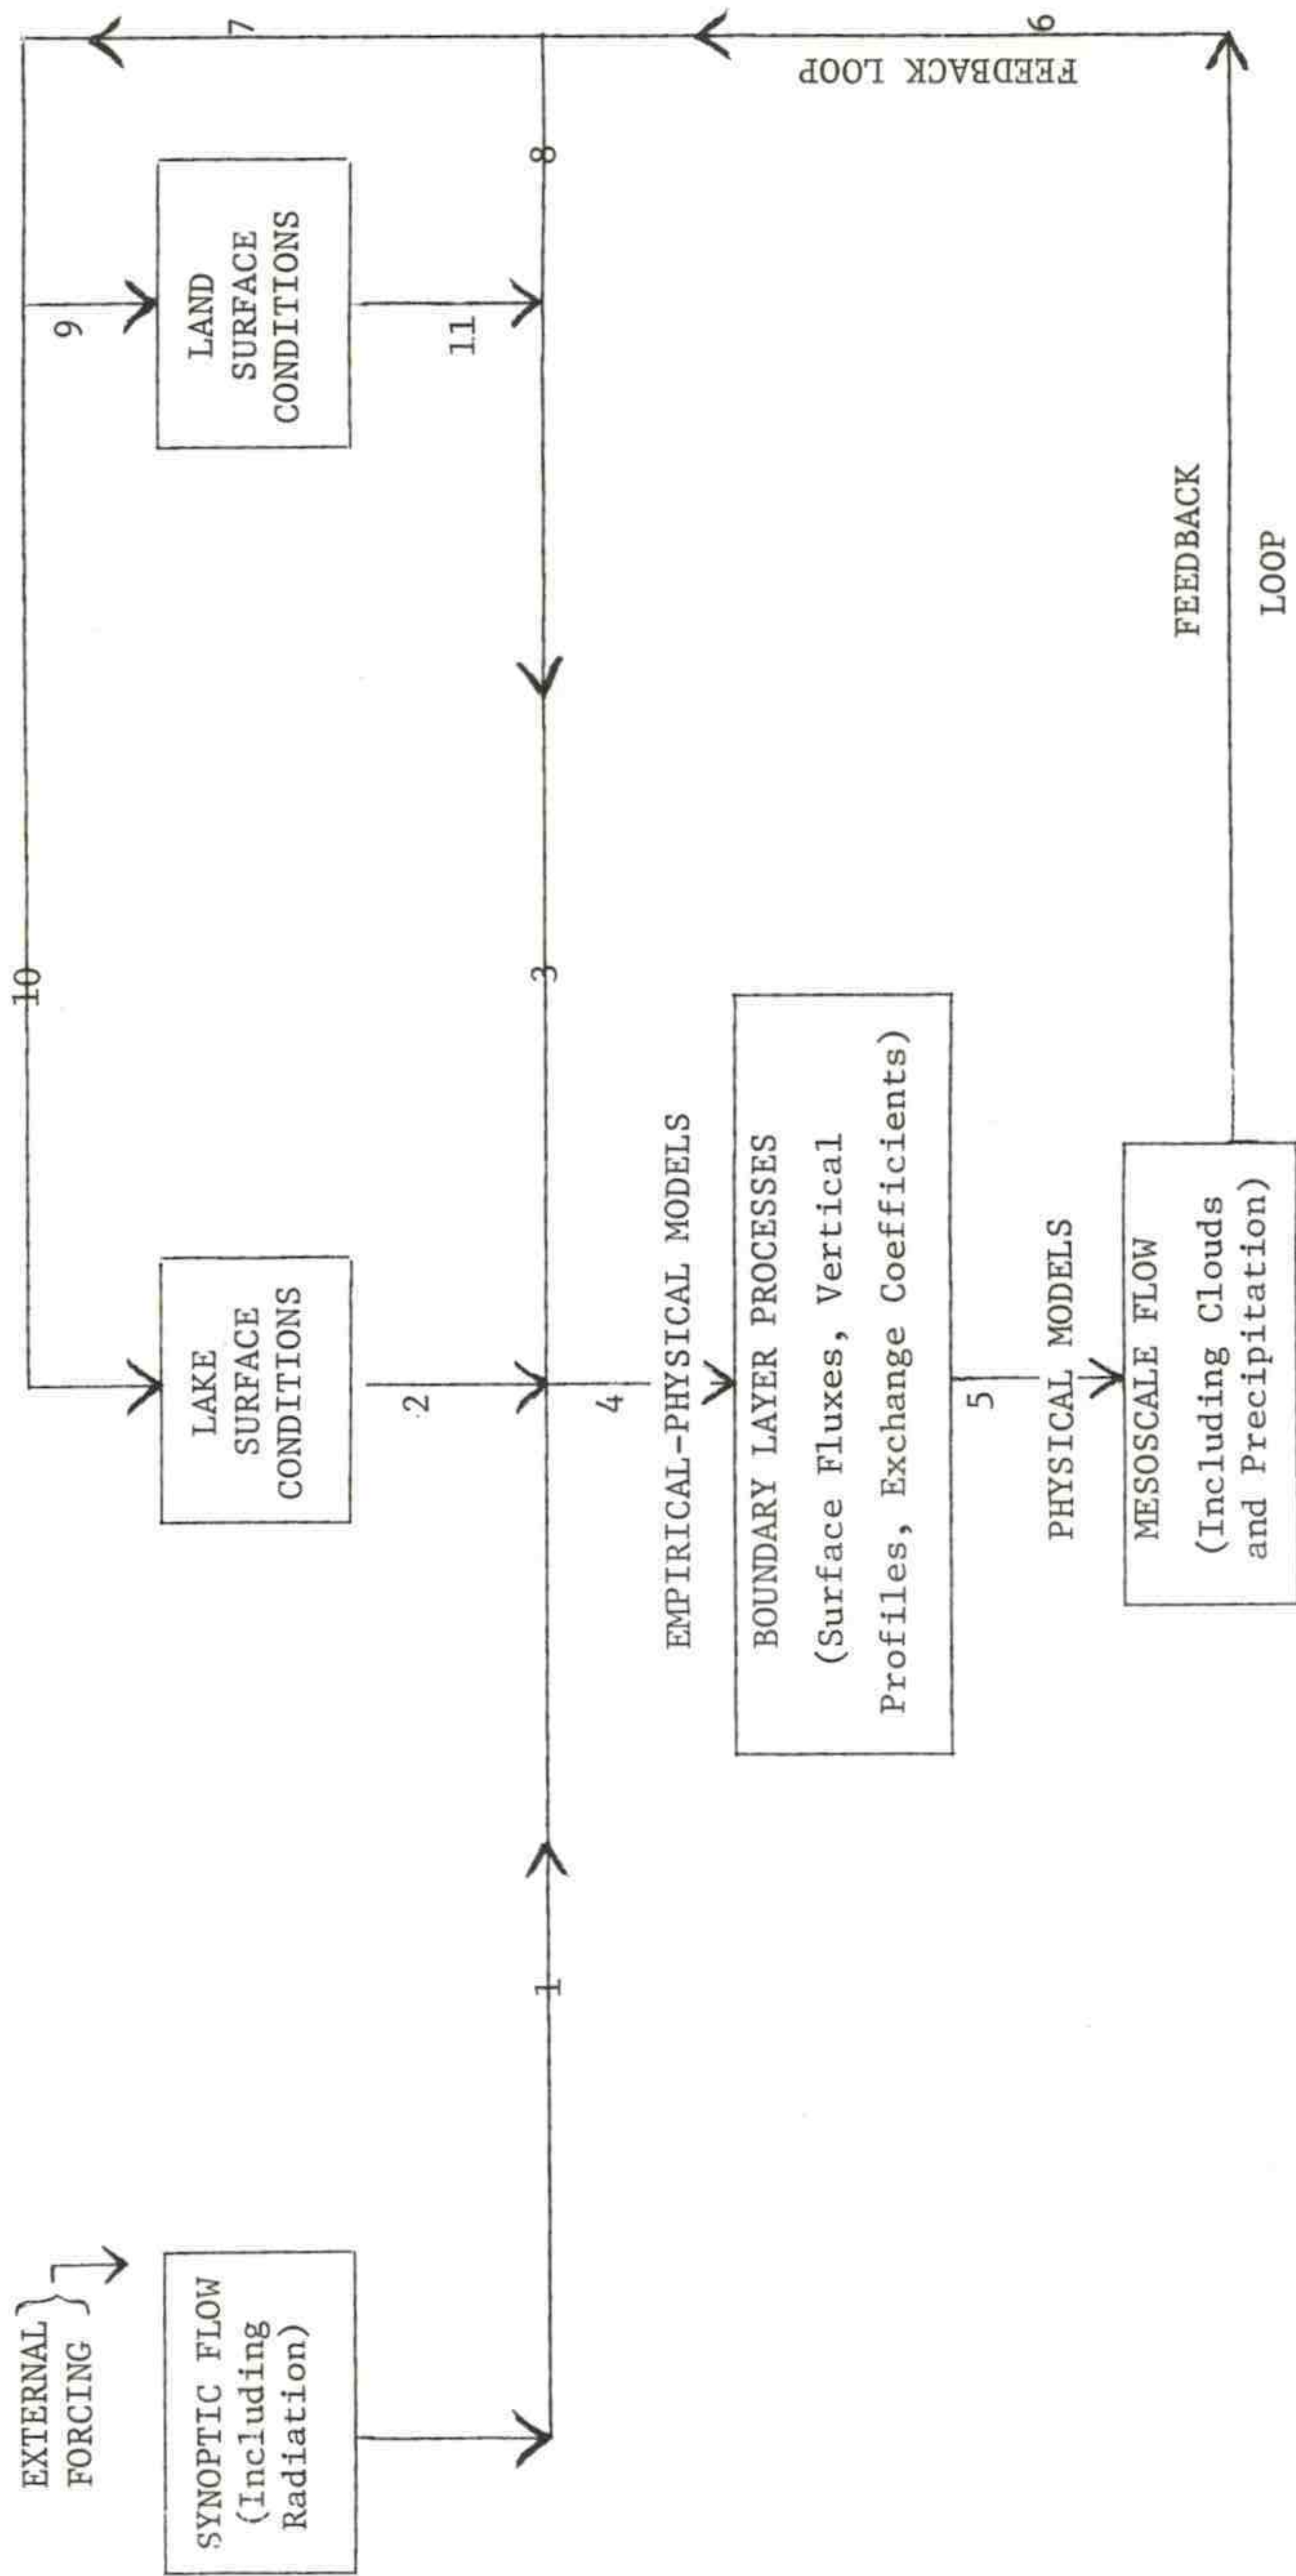 EXTERNAL
FORCING
SYNOPTIC FLOW
(Including
Radiation)
10
LAKE
SURFACE
CONDITIONS
9
LAND
SURFACE
CONDITIONS
7
2
11
1
3
8
4
EMPIRICAL-PHYSICAL MODELS
BOUNDARY LAYER PROCESSES
(Surface Fluxes, Vertical
Profiles, Exchange Coefficients)
5
PHYSICAL MODELS
MESOSCALE FLOW
(Including Clouds
and Precipitation)
FEEDBACK
LOOP
FEEDBACK LOOP
6